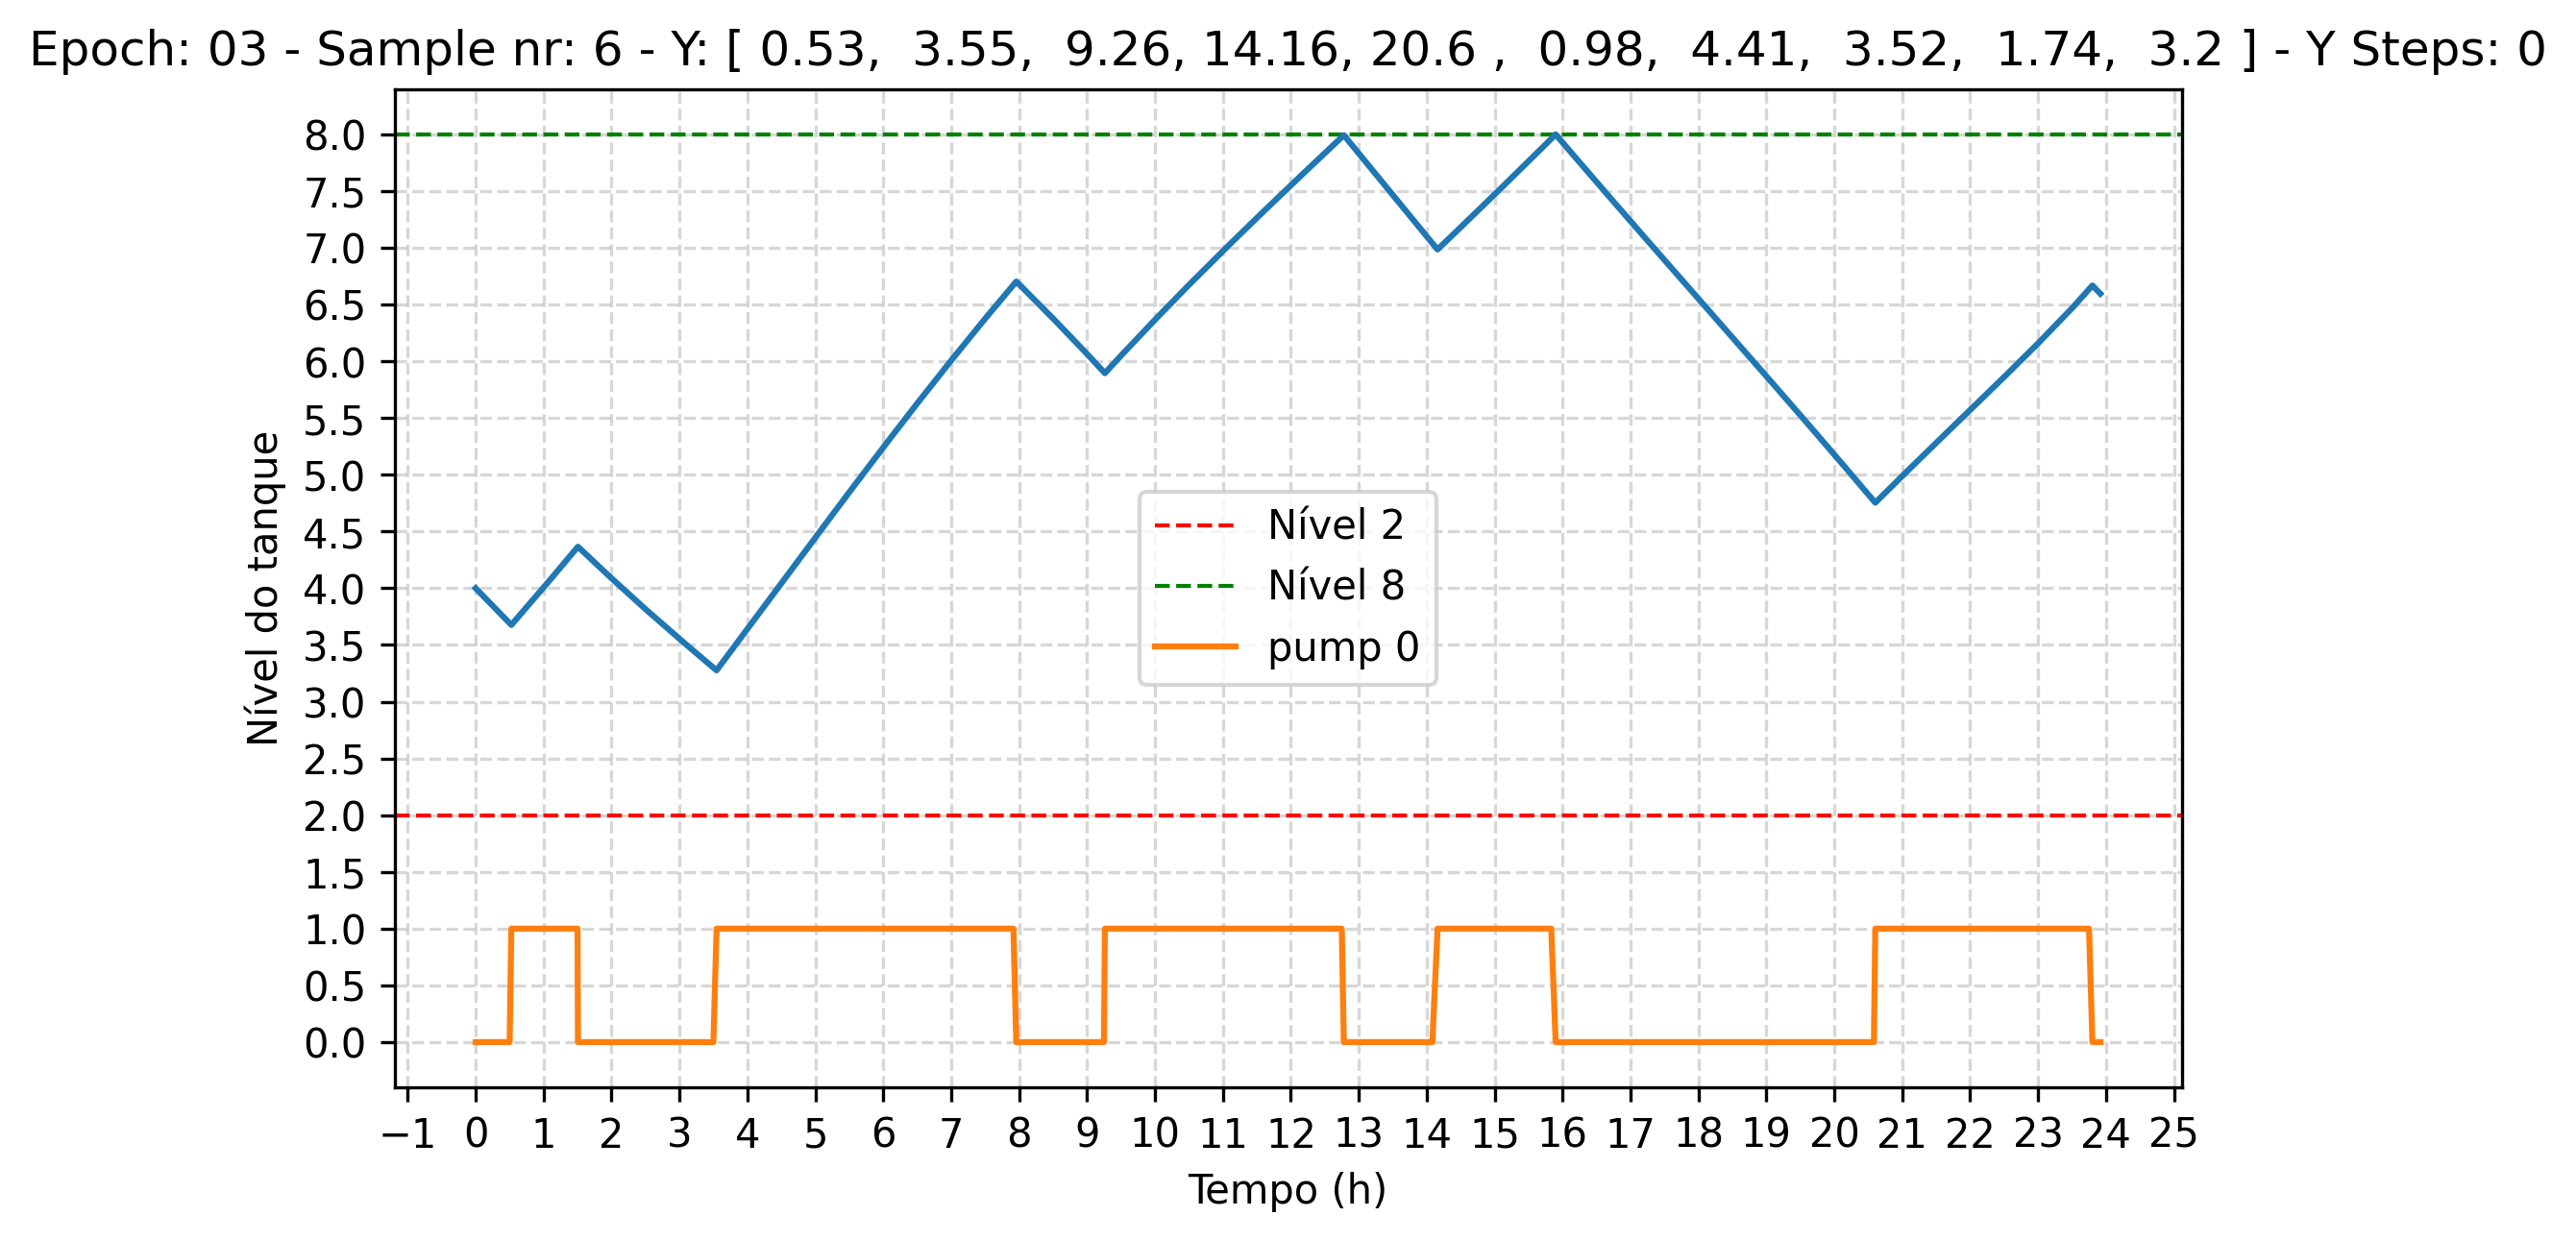 Epoch: 03 - Sample nr: 6 - Y: [ 0.53,  3.55,  9.26, 14.16, 20.6 ,  0.98,  4.41,  3.52,  1.74,  3.2 ] - Y Steps: 0
8.0
7.5
7.0
6.5
6.0
5.5
5.0
4.5
4.0
3.5
3.0
2.5
2.0
1.5
1.0
0.5
0.0
Nível do tanque
Nível 2
Nível 8
pump 0
−1 0 1 2 3 4 5 6 7 8 9 10 11 12 13 14 15 16 17 18 19 20 21 22 23 24 25
Tempo (h)